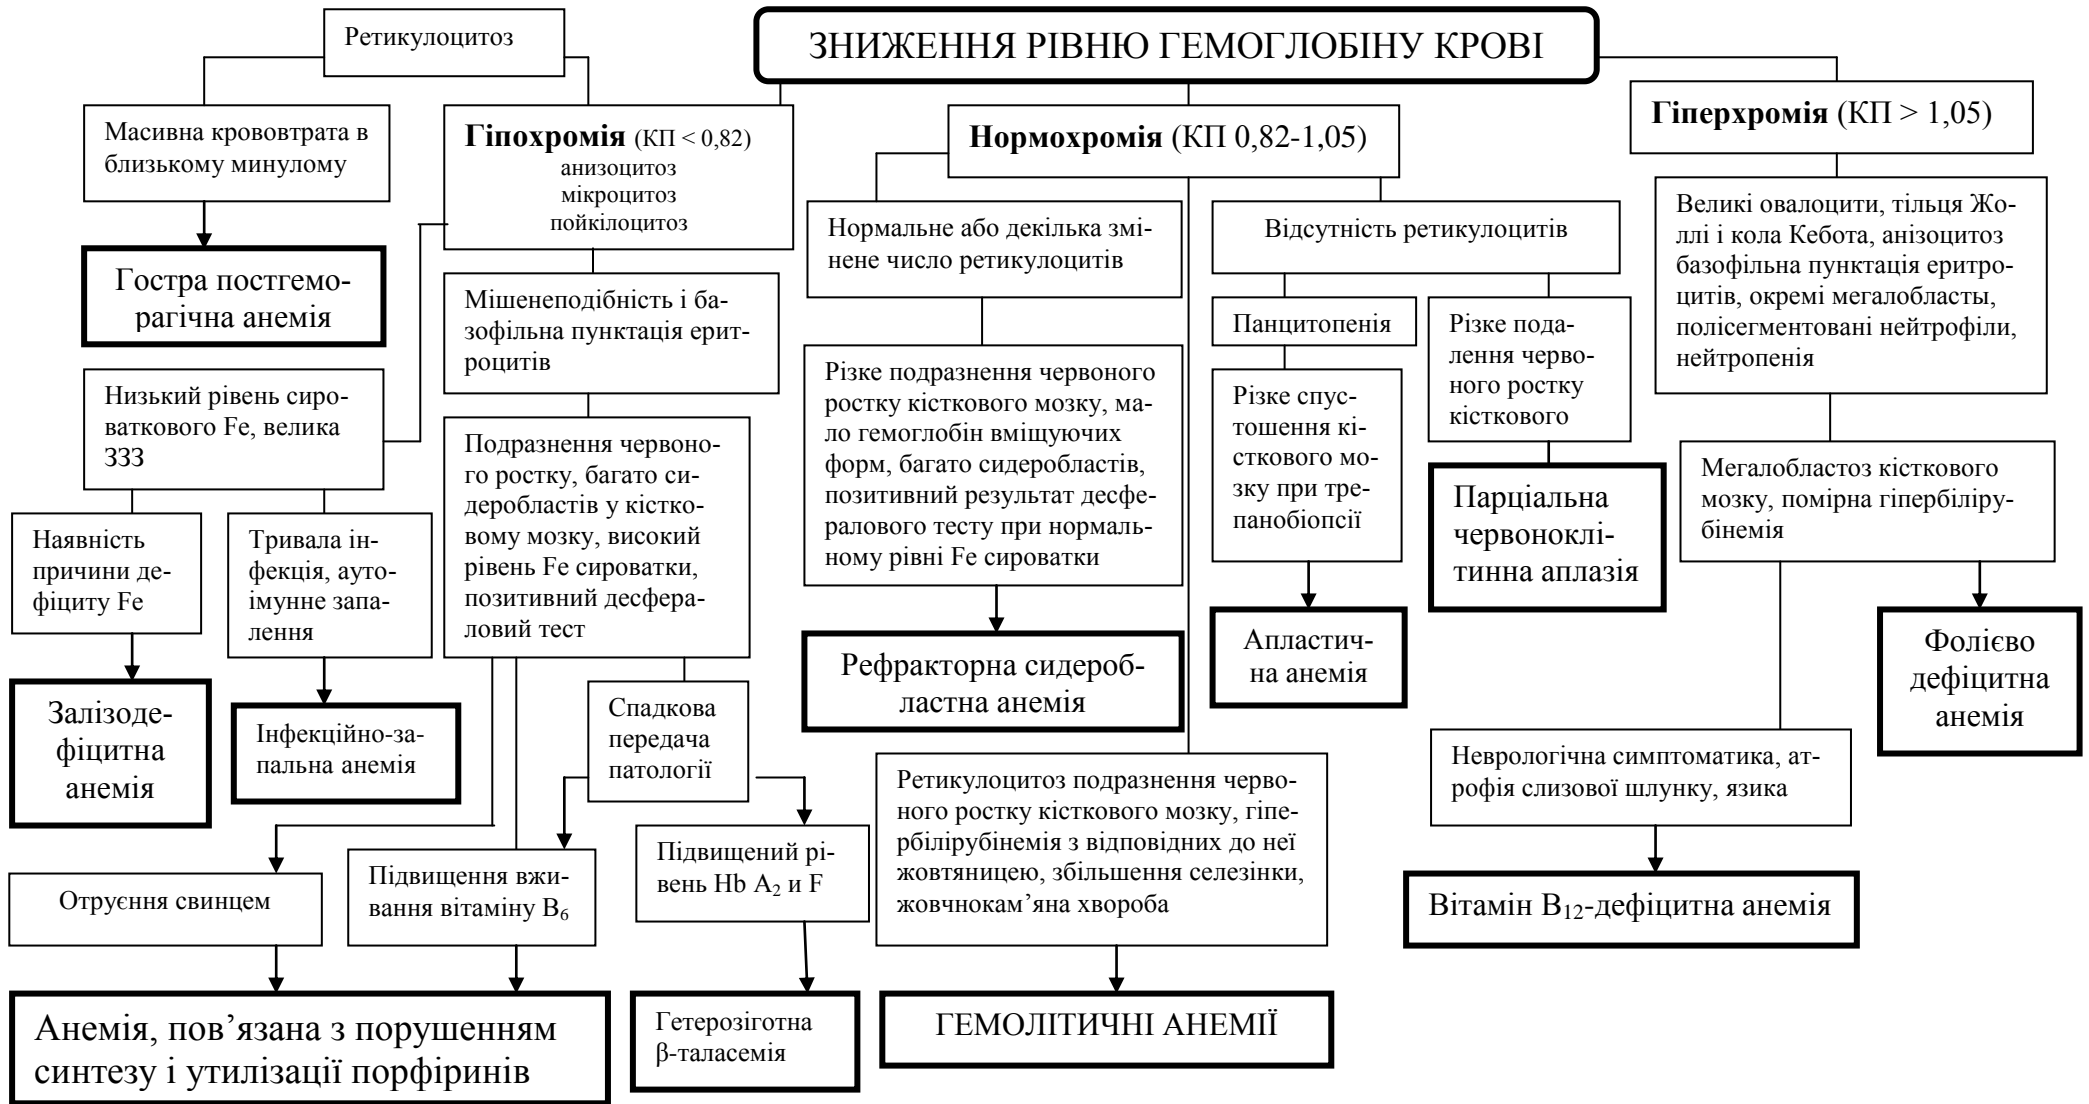 Ретикулоцитоз
ЗНИЖЕННЯ РІВНЮ ГЕМОГЛОБІНУ КРОВІ
Масивна крововтрата в
близькому минулому
Гостра постгемо-
рагічна анемія
Гіпохромія (КП < 0,82)
анизоцитоз
мікроцитоз
пойкілоцитоз
Нормохромія (КП 0,82-1,05)
Гіперхромія (КП > 1,05)
Мішенеподібність і ба-
зофільна пунктація ерит-
роцитів
Нормальне або декілька змі-
нене число ретикулоцитів
Відсутність ретикулоцитів
Великі овалоцити, тільця Жо-
ллі і кола Кебота, анізоцитоз
базофільна пунктація еритро-
цитів, окремі мегалобласты,
полісегментовані нейтрофіли,
нейтропенія
Панцитопенія
Різке пода-
лення черво-
ного ростку
кісткового
Низький рівень сиро-
ваткового Fe, велика
ЗЗЗ
Подразнення червоно-
го ростку, багато си-
деробластів у кістко-
вому мозку, високий
рівень Fe сироватки,
позитивний десфера-
ловий тест
Різке подразнення червоного
ростку кісткового мозку, ма-
ло гемоглобін вміщуючих
форм, багато сидеробластів,
позитивний результат десфе-
ралового тесту при нормаль-
ному рівні Fe сироватки
Різке спус-
тошення кі-
сткового мо-
зку при тре-
панобіопсії
Парціальна
червоноклі-
тинна аплазія
Мегалобластоз кісткового
мозку, помірна гіпербіліру-
бінемія
Наявність
причини де-
фіциту Fe
Тривала ін-
фекція, ауто-
імунне запа-
лення
Залізоде-
фіцитна
анемія
Інфекційно-за-
пальна анемія
Спадкова
передача
патології
Рефракторна сидероб-
ластна анемія
Апластич-
на анемія
Фолієво
дефіцитна
анемія
Неврологічна симптоматика, ат-
рофія слизової шлунку, язика
Ретикулоцитоз подразнення черво-
ного ростку кісткового мозку, гіпе-
рбілірубінемія з відповідних до неї
жовтяницею, збільшення селезінки,
жовчнокам’яна хвороба
Отруєння свинцем
Підвищення вжи-
вання вітаміну В6
Підвищений рі-
вень Hb A2 и F
Вітамін В12-дефіцитна анемія
Анемія, пов’язана з порушенням
синтезу і утилізації порфіринів
Гетерозіготна
β-таласемія
ГЕМОЛІТИЧНІ АНЕМІЇ